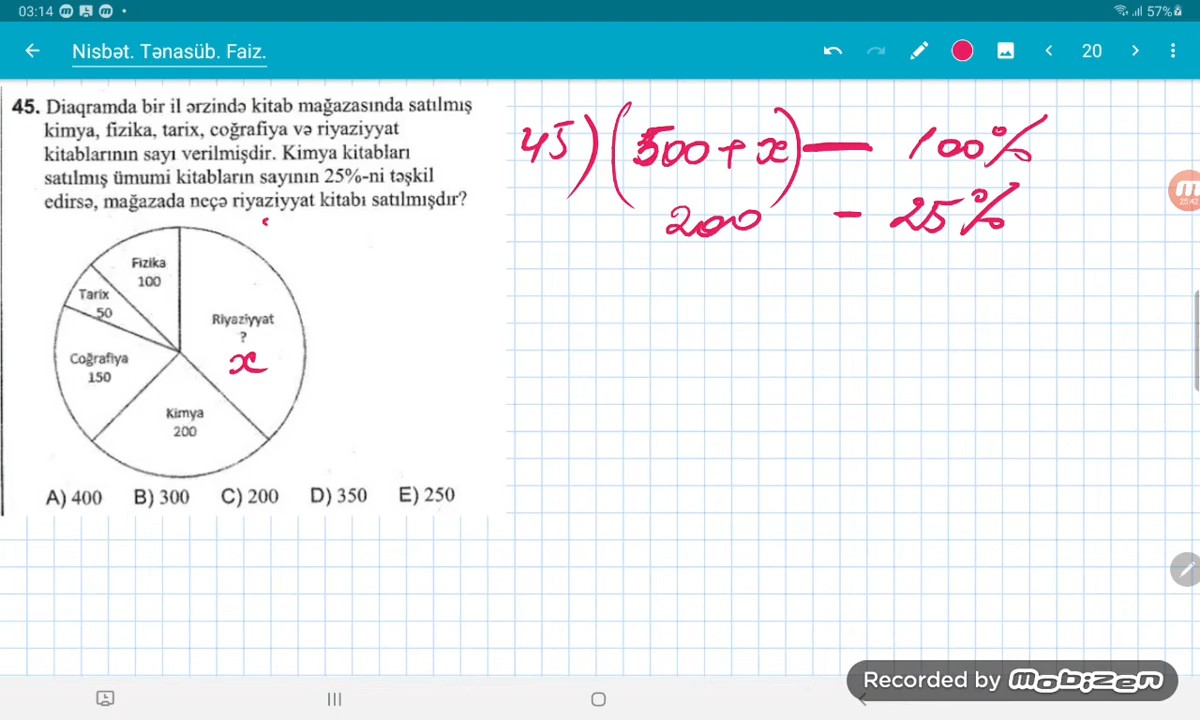 03:14
57%
Nisbət. Tənasüb. Faiz.
20
45. Diaqramda bir il ərzində kitab mağazasında satılmış
kimya, fizika, tarix, coğrafiya və riyaziyyat
kitablarının sayı verilmişdir. Kimya kitabları
satılmış ümumi kitabların sayının 25%-ni təşkil
edirsə, mağazada neçə riyaziyyat kitabı satılmışdır?
45) (500+x) — 100%
200 - 25%
25:42
Fizika
100
Tarix
50
Riyaziyyat
?
x
Coğrafiya
150
Kimya
200
A) 400 B) 300 C) 200 D) 350 E) 250
Recorded by mobizen